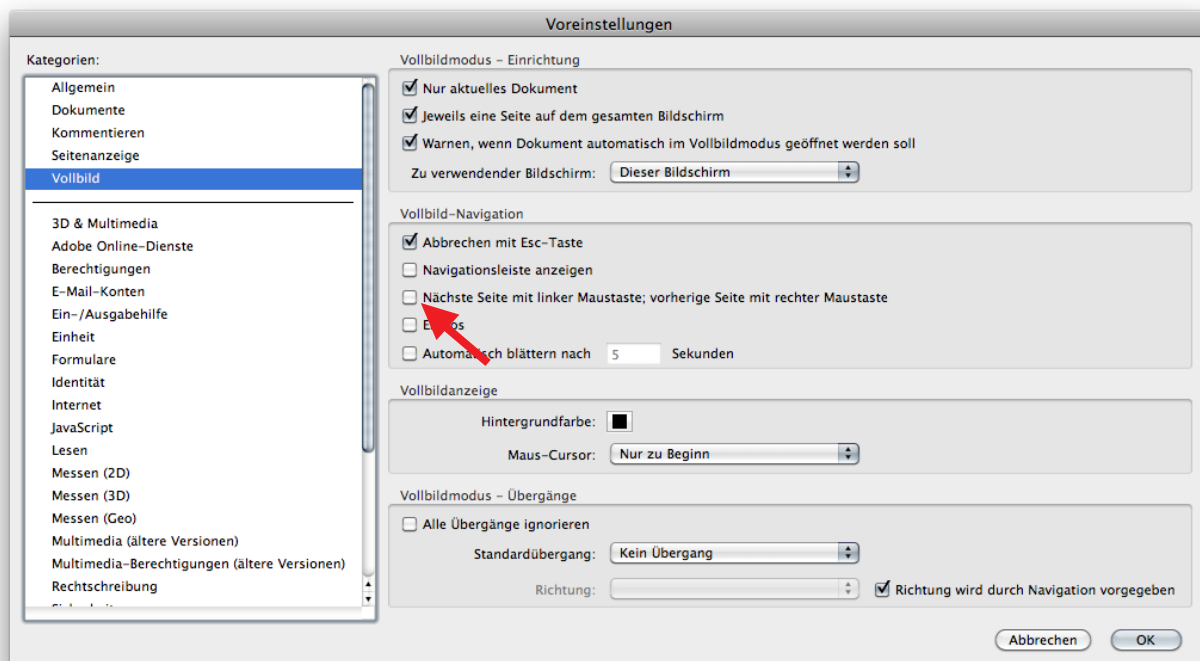 Voreinstellungen
Kategorien:
Allgemein
Dokumente
Kommentieren
Seitenanzeige
Vollbild
3D & Multimedia
Adobe Online-Dienste
Berechtigungen
E-Mail-Konten
Ein-/Ausgabehilfe
Einheit
Formulare
Identität
Internet
JavaScript
Lesen
Messen (2D)
Messen (3D)
Messen (Geo)
Multimedia (ältere Versionen)
Multimedia-Berechtigungen (ältere Versionen)
Rechtschreibung
Vollbildmodus – Einrichtung
Nur aktuelles Dokument
Jeweils eine Seite auf dem gesamten Bildschirm
Warnen, wenn Dokument automatisch im Vollbildmodus geöffnet werden soll
Zu verwendender Bildschirm: Dieser Bildschirm
Vollbild-Navigation
Abbrechen mit Esc-Taste
Navigationsleiste anzeigen
Nächste Seite mit linker Maustaste; vorherige Seite mit rechter Maustaste
Automatisch blättern nach 5 Sekunden
Vollbildanzeige
Hintergrundfarbe:
Maus-Cursor: Nur zu Beginn
Vollbildmodus – Übergänge
Alle Übergänge ignorieren
Standardübergang: Kein Übergang
Richtung: Richtung wird durch Navigation vorgegeben
Abbrechen OK